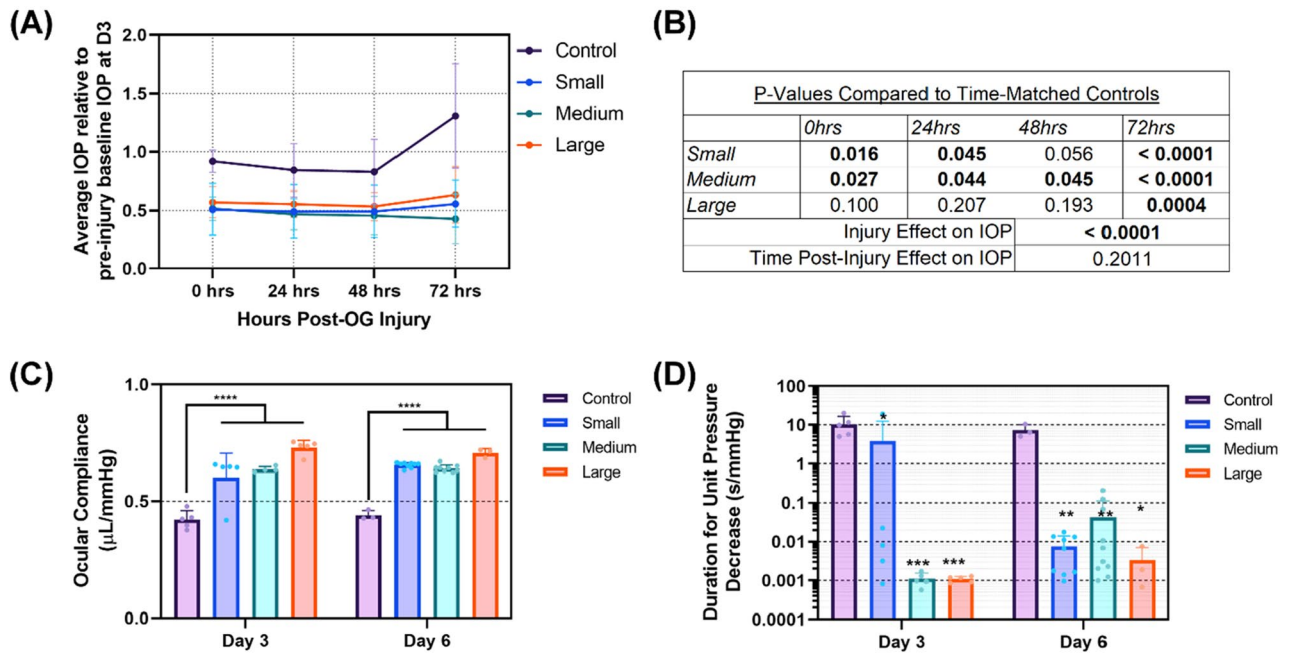 (A)
Average IOP relative to
pre-injury baseline IOP at D3
2.0
1.5
1.0
0.5
0.0
0 hrs 24 hrs 48 hrs 72 hrs
Hours Post-OG Injury
Control
Small
Medium
Large
(B)
P-Values Compared to Time-Matched Controls
0hrs 24hrs 48hrs 72hrs
Small 0.016 0.045 0.056 < 0.0001
Medium 0.027 0.044 0.045 < 0.0001
Large 0.100 0.207 0.193 0.0004
Injury Effect on IOP < 0.0001
Time Post-Injury Effect on IOP 0.2011
(C)
Ocular Compliance
(μL/mmHg)
1.0
0.5
0.0
**** ****
Day 3 Day 6
Control
Small
Medium
Large
(D)
Duration for Unit Pressure
Decrease (s/mmHg)
100
10
1
0.1
0.01
0.001
0.0001
* *** *** ** ** *
Day 3 Day 6
Control
Small
Medium
Large